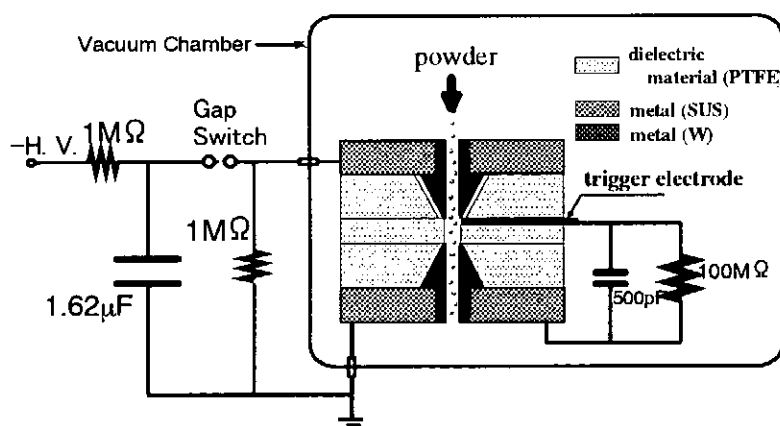 Vacuum Chamber
powder
dielectric
material (PTFE)
metal (SUS)
metal (W)
Gap
Switch
–H. V.
1MΩ
trigger electrode
1MΩ
1.62μF
500pF
100MΩ